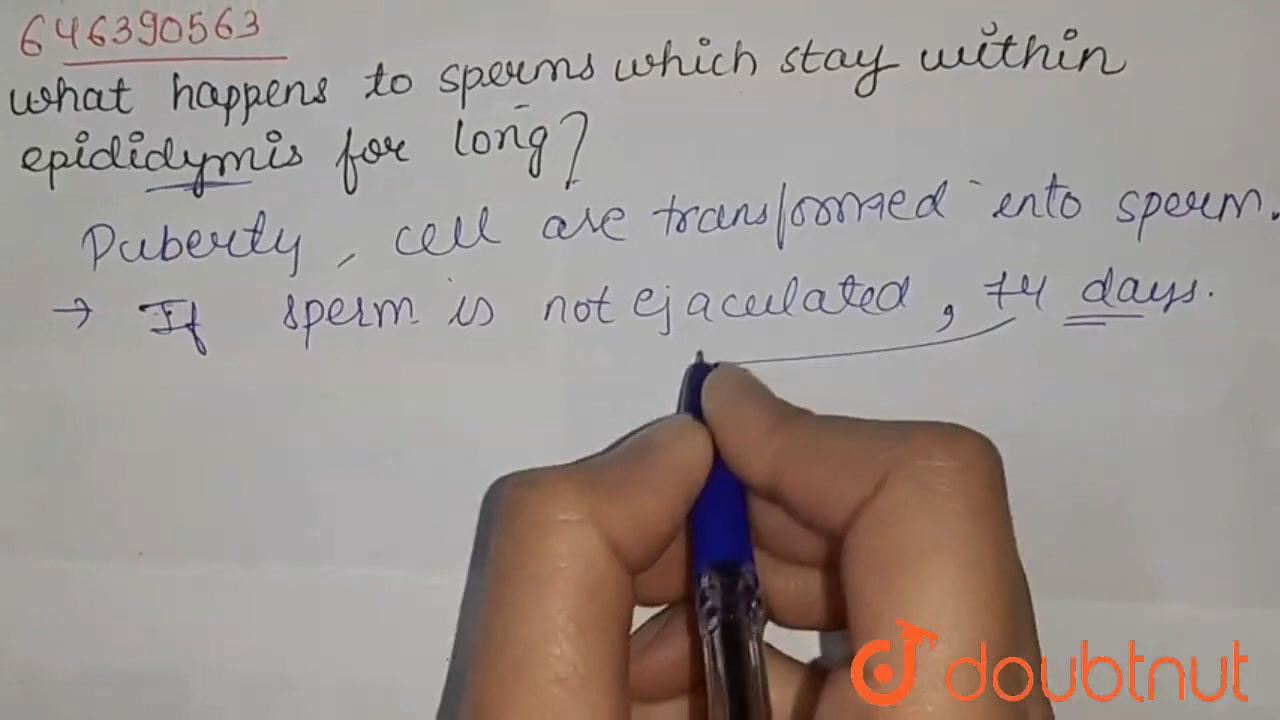 646390563
what happens to sperms which stay within
epididymis for long?
Puberty, cell are transformed into sperm.
→ If sperm is not ejaculated, 74 days.
doubtnut